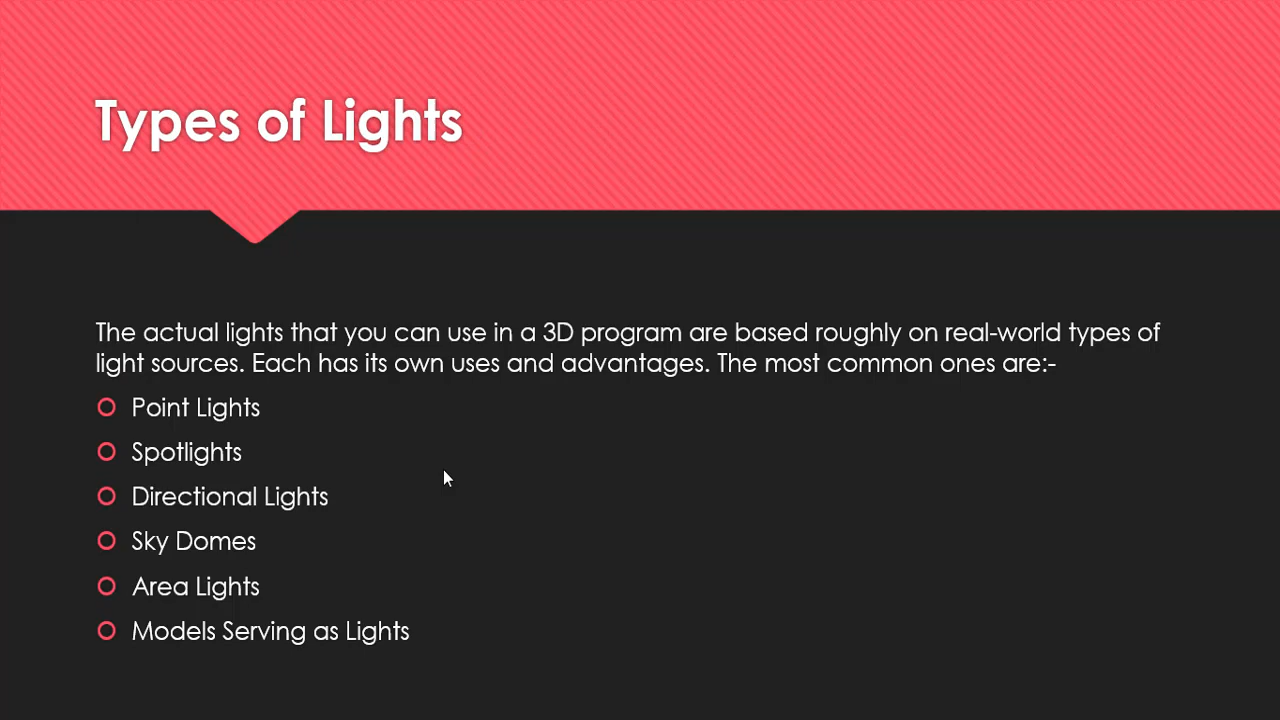 Types of Lights
The actual lights that you can use in a 3D program are based roughly on real-world types of
light sources. Each has its own uses and advantages. The most common ones are:-
Point Lights
Spotlights
Directional Lights
Sky Domes
Area Lights
Models Serving as Lights